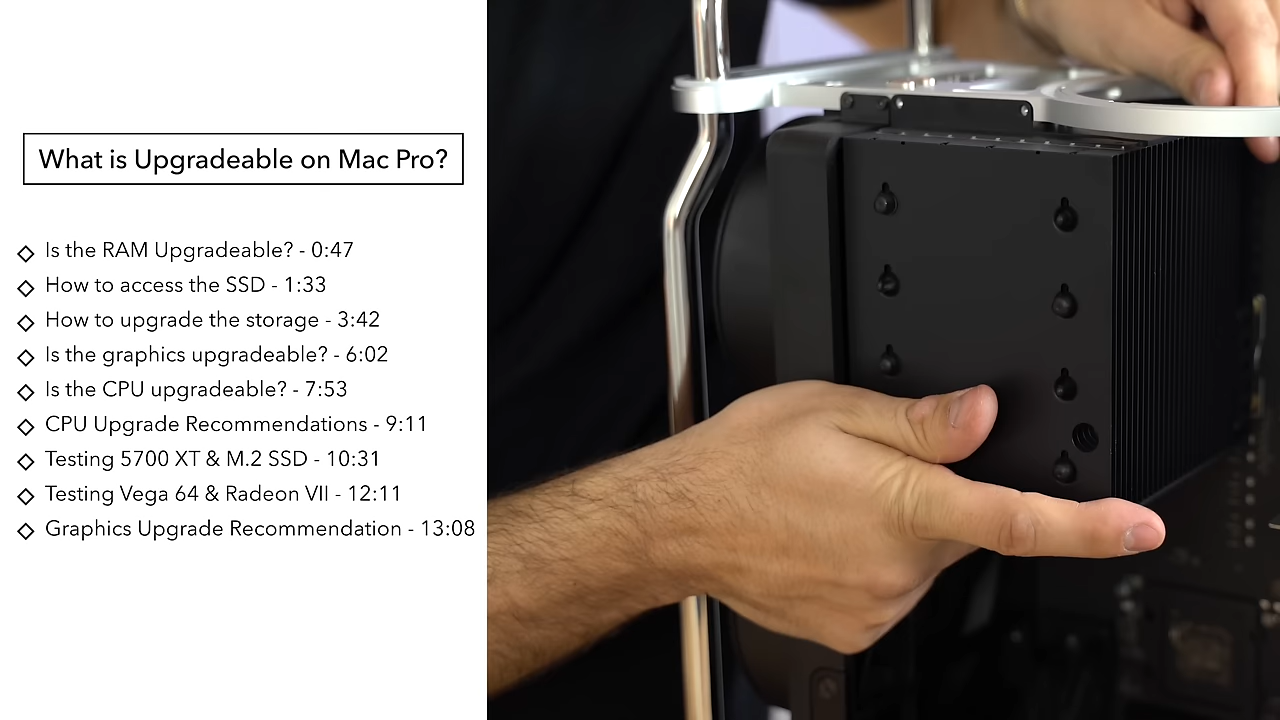 What is Upgradeable on Mac Pro?
Is the RAM Upgradeable? - 0:47
How to access the SSD - 1:33
How to upgrade the storage - 3:42
Is the graphics upgradeable? - 6:02
Is the CPU upgradeable? - 7:53
CPU Upgrade Recommendations - 9:11
Testing 5700 XT & M.2 SSD - 10:31
Testing Vega 64 & Radeon VII - 12:11
Graphics Upgrade Recommendation - 13:08